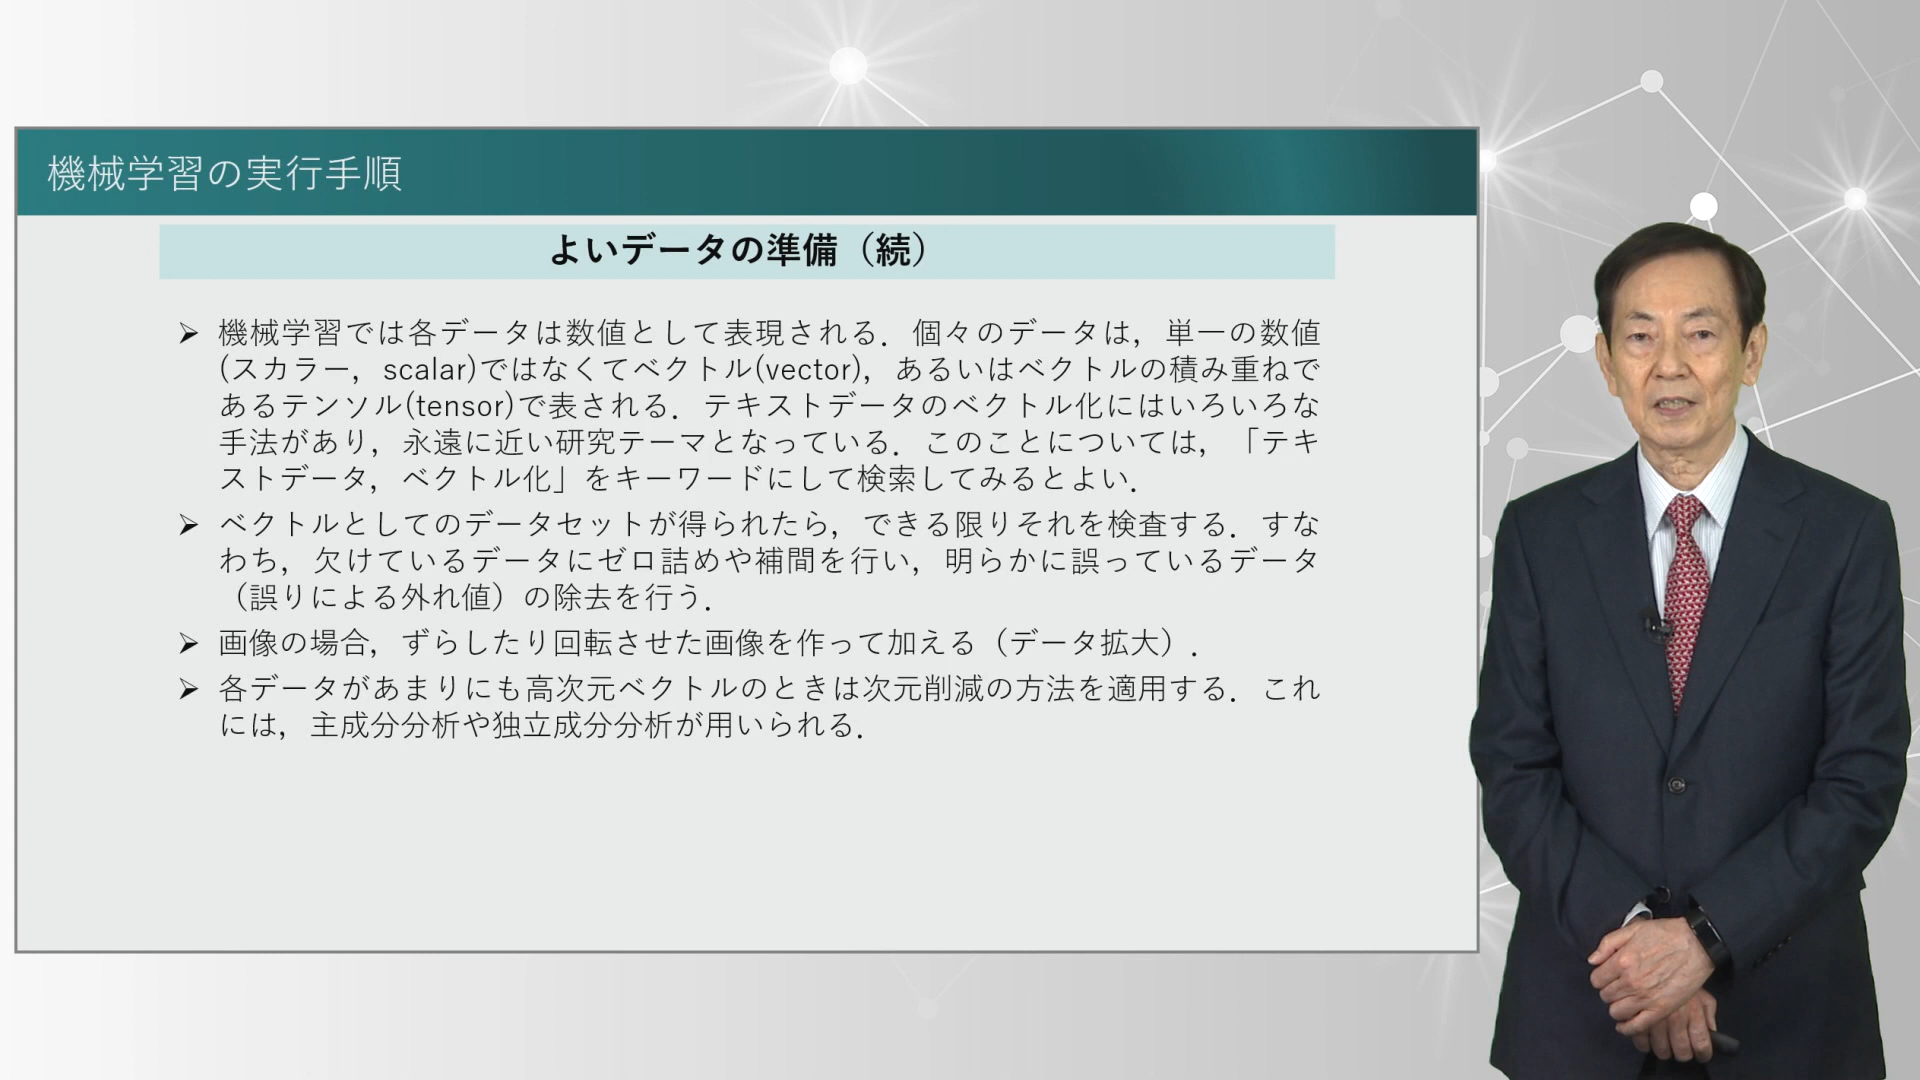 機械学習の実行手順
よいデータの準備（続）
➢ 機械学習では各データは数値として表現される．個々のデータは，単一の数値
(スカラー，scalar)ではなくてベクトル(vector)，あるいはベクトルの積み重ねで
あるテンソル(tensor)で表される．テキストデータのベクトル化にはいろいろな
手法があり，永遠に近い研究テーマとなっている．このことについては，「テキ
ストデータ，ベクトル化」をキーワードにして検索してみるとよい．
➢ ベクトルとしてのデータセットが得られたら，できる限りそれを検査する．すな
わち，欠けているデータにゼロ詰めや補間を行い，明らかに誤っているデータ
（誤りによる外れ値）の除去を行う．
➢ 画像の場合，ずらしたり回転させた画像を作って加える（データ拡大）．
➢ 各データがあまりにも高次元ベクトルのときは次元削減の方法を適用する．これ
には，主成分分析や独立成分分析が用いられる．